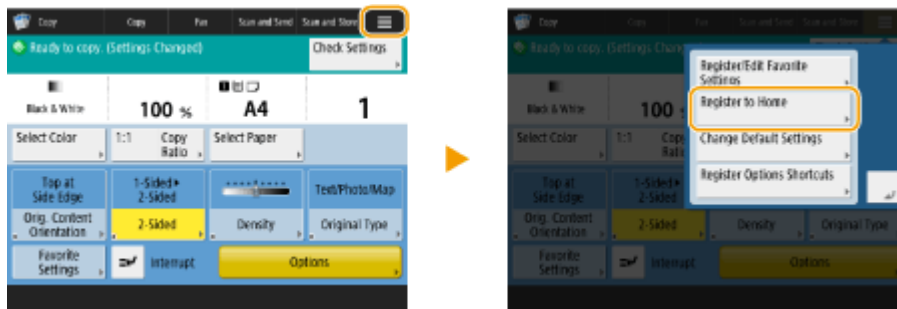 Copy
Copy
Fax
Scan and Send
Scan and Store
Ready to copy. (Settings Changed)
Check Settings
Black & White
100 %
A4
1
Select Color
1:1
Copy
Ratio
Select Paper
Top at
Side Edge
1-Sided
2-Sided
Text/Photo/Map
Orig. Content
Orientation
2-Sided
Density
Original Type
Favorite
Settings
Interrupt
Options
Copy
Copy
Fax
Scan and Send
Scan and Store
Ready to copy. (Settings Chan
Register/Edit Favorite
Settings
Register to Home
Change Default Settings
Register Options Shortcuts
Black & White
100
Select Color
1:1
Copy
Ratio
Top at
Side Edge
1-Sided
2-Sided
Text/Photo/Map
Orig. Content
Orientation
2-Sided
Density
Original Type
Favorite
Settings
Interrupt
Options